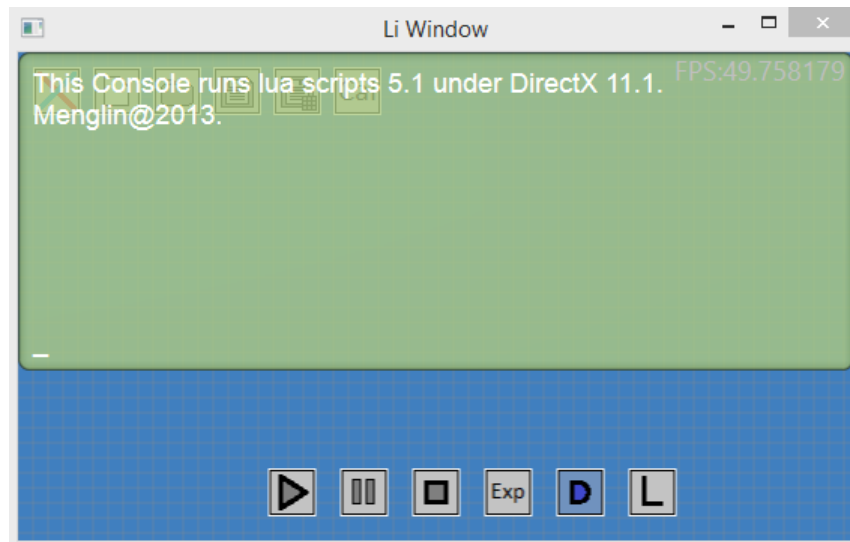 Li Window
FPS:49.758179
This Console runs lua scripts 5.1 under DirectX 11.1.
Menglin@2013.
Cal
_
Exp
D
L